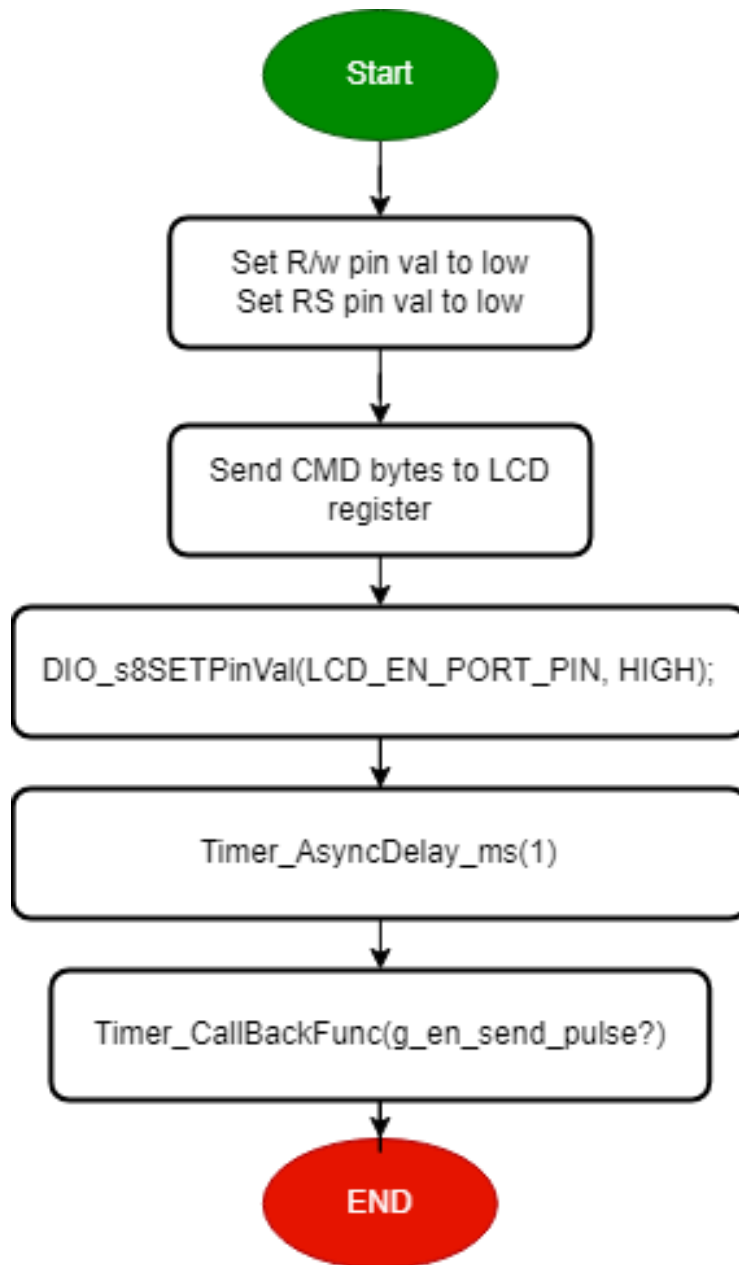 Start
Set R/w pin val to low
Set RS pin val to low
Send CMD bytes to LCD
register
DIO_s8SETPinVal(LCD_EN_PORT_PIN, HIGH);
Timer_AsyncDelay_ms(1)
Timer_CallBackFunc(g_en_send_pulse?)
END